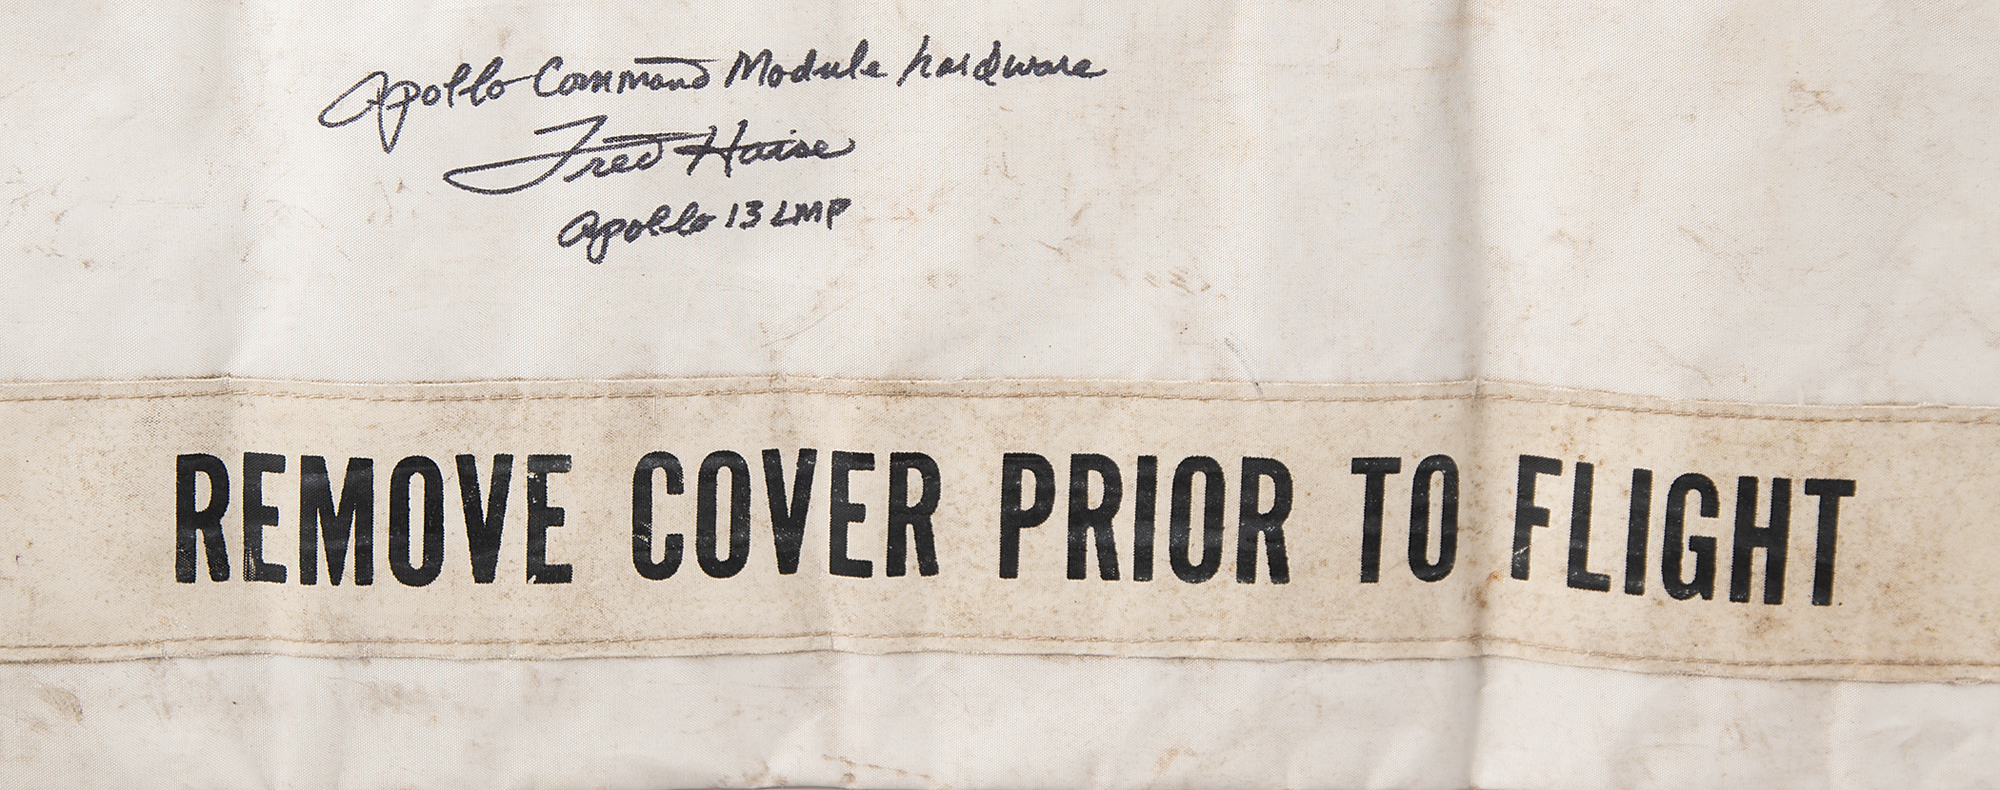 Apollo Command Module hardware
Fred Haise
Apollo 13 LMP
REMOVE COVER PRIOR TO FLIGHT